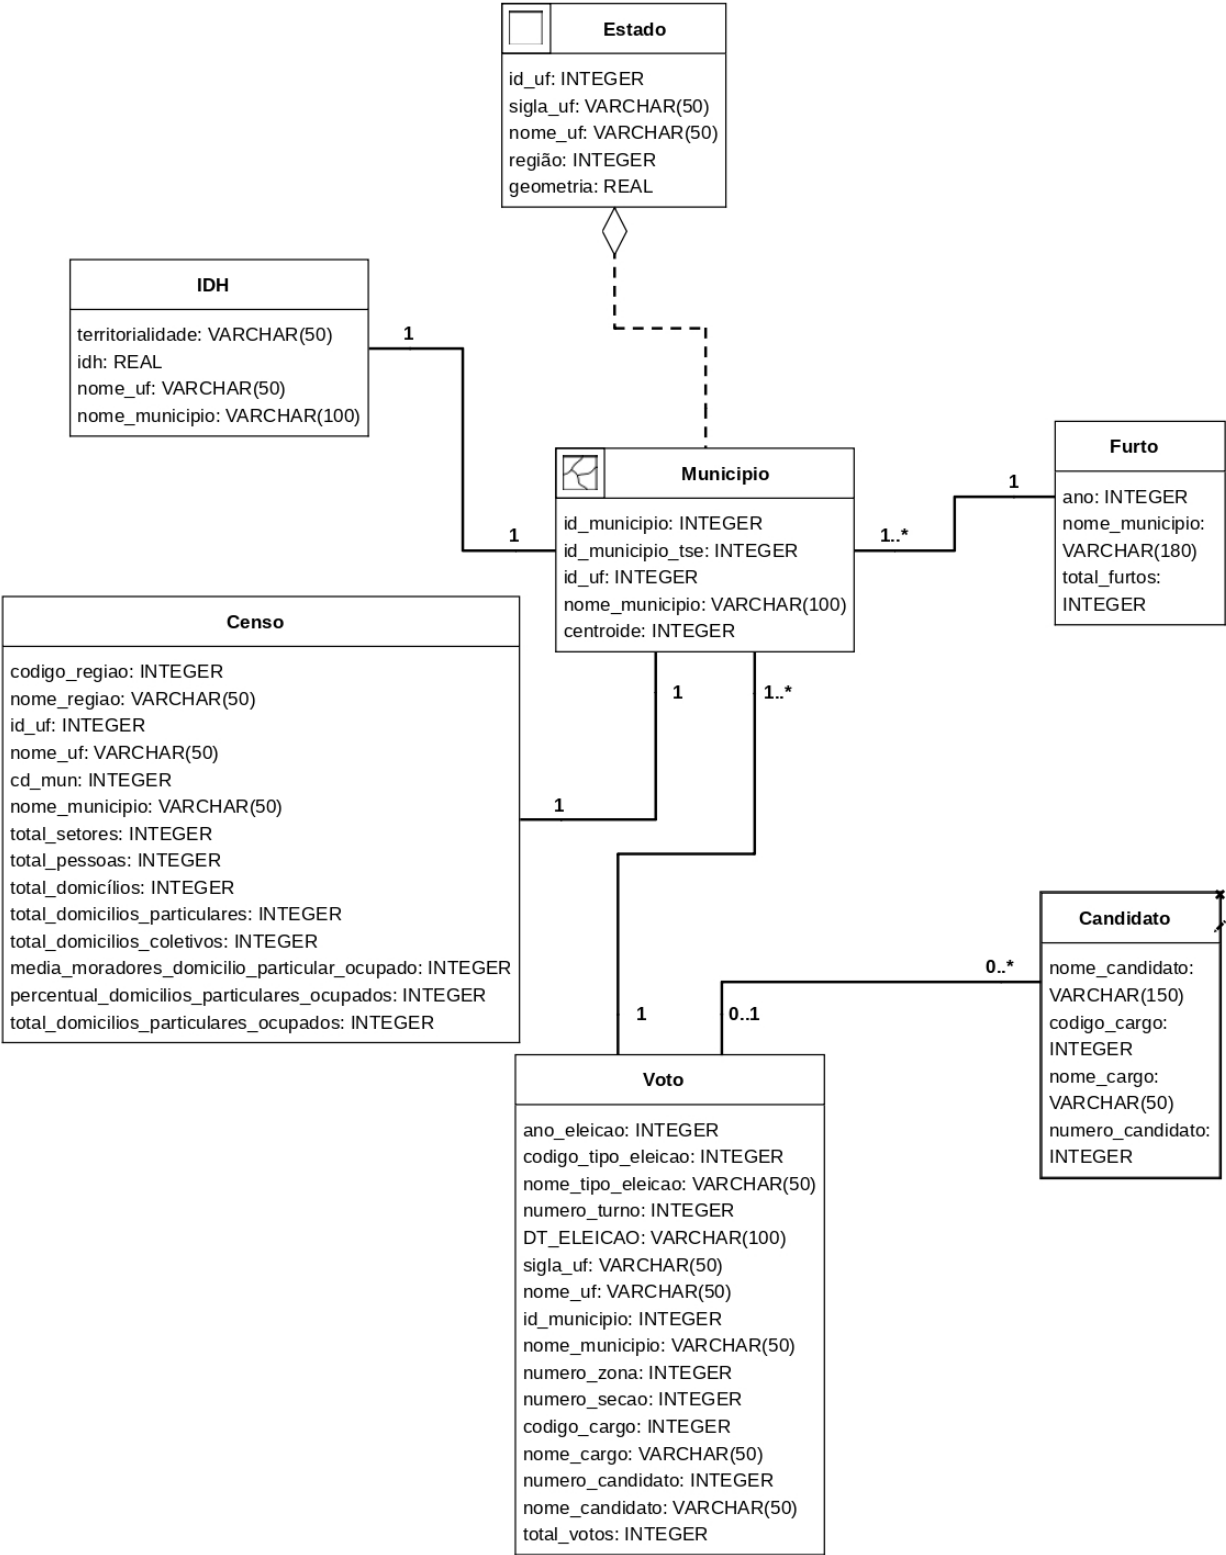 Estado
id_uf: INTEGER
sigla_uf: VARCHAR(50)
nome_uf: VARCHAR(50)
região: INTEGER
geometria: REAL
IDH
territorialidade: VARCHAR(50)
idh: REAL
nome_uf: VARCHAR(50)
nome_municipio: VARCHAR(100)
1
1
Municipio
id_municipio: INTEGER
id_municipio_tse: INTEGER
id_uf: INTEGER
nome_municipio: VARCHAR(100)
centroide: INTEGER
1..*
1
Furto
ano: INTEGER
nome_municipio:
VARCHAR(180)
total_furtos:
INTEGER
Censo
codigo_regiao: INTEGER
nome_regiao: VARCHAR(50)
id_uf: INTEGER
nome_uf: VARCHAR(50)
cd_mun: INTEGER
nome_municipio: VARCHAR(50)
total_setores: INTEGER
total_pessoas: INTEGER
total_domicílios: INTEGER
total_domicilios_particulares: INTEGER
total_domicilios_coletivos: INTEGER
media_moradores_domicilio_particular_ocupado: INTEGER
percentual_domicilios_particulares_ocupados: INTEGER
total_domicilios_particulares_ocupados: INTEGER
1
1
1..*
1
0..1
0..*
Candidato
nome_candidato:
VARCHAR(150)
codigo_cargo:
INTEGER
nome_cargo:
VARCHAR(50)
numero_candidato:
INTEGER
Voto
ano_eleicao: INTEGER
codigo_tipo_eleicao: INTEGER
nome_tipo_eleicao: VARCHAR(50)
numero_turno: INTEGER
DT_ELEICAO: VARCHAR(100)
sigla_uf: VARCHAR(50)
nome_uf: VARCHAR(50)
id_municipio: INTEGER
nome_municipio: VARCHAR(50)
numero_zona: INTEGER
numero_secao: INTEGER
codigo_cargo: INTEGER
nome_cargo: VARCHAR(50)
numero_candidato: INTEGER
nome_candidato: VARCHAR(50)
total_votos: INTEGER